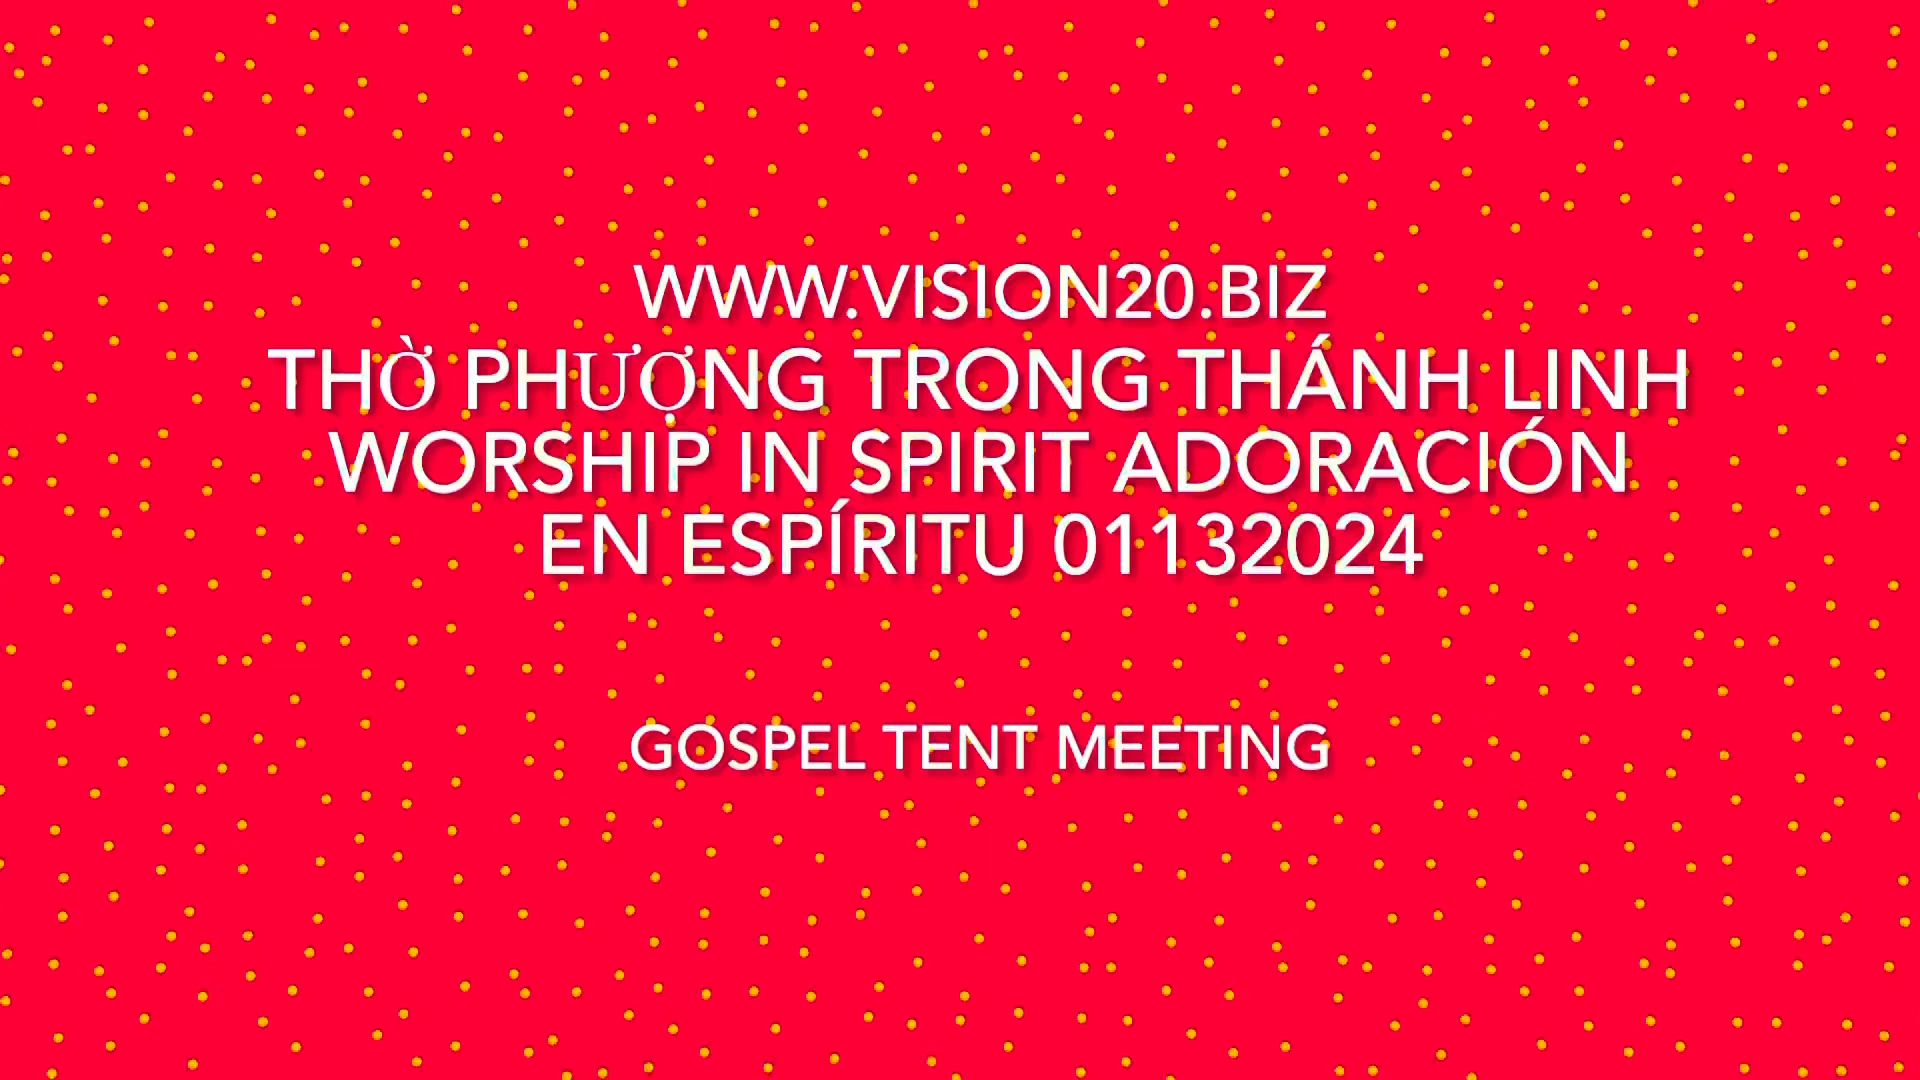 WWW.VISION20.BIZ
THỜ PHƯỢNG TRONG THÁNH LINH
WORSHIP IN SPIRIT ADORACIÓN
EN ESPÍRITU 01132024
GOSPEL TENT MEETING